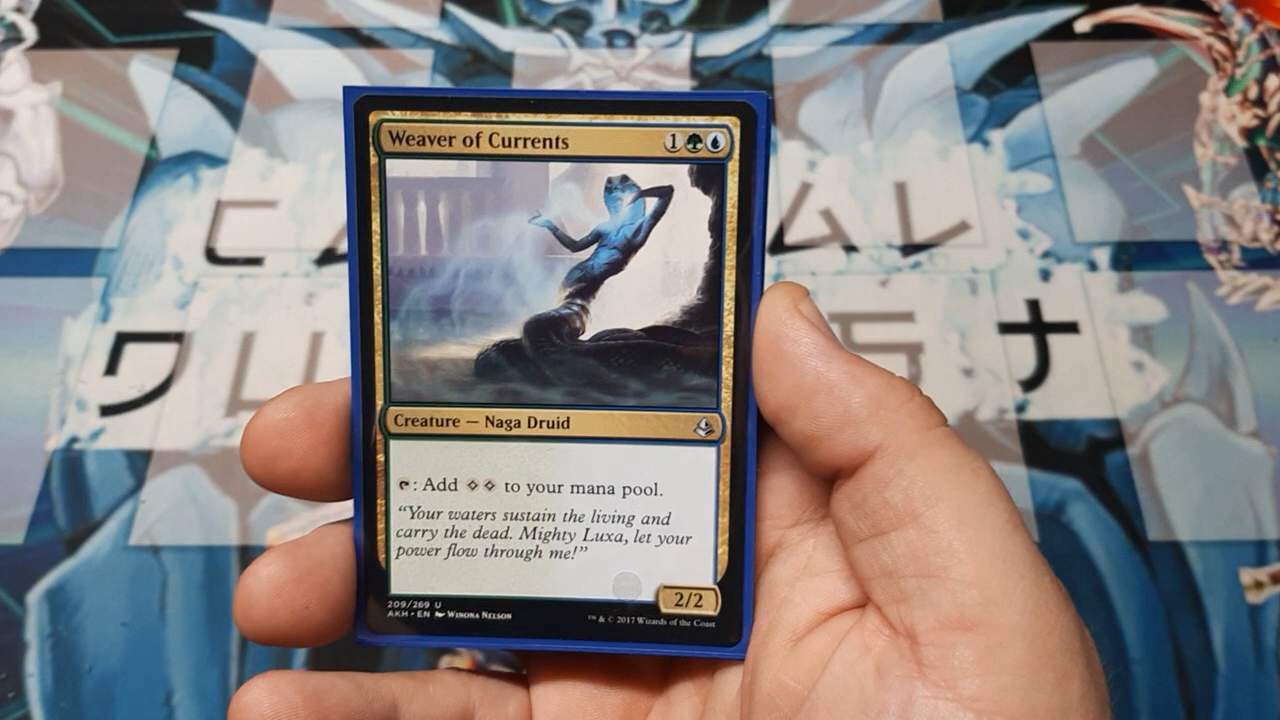 Weaver of Currents 1
Creature — Naga Druid
: Add to your mana pool.
“Your waters sustain the living and
carry the dead. Mighty Luxa, let your
power flow through me!”
2/2
209/269 U
AKH • EN Winona Nelson
™ & © 2017 Wizards of the Coast